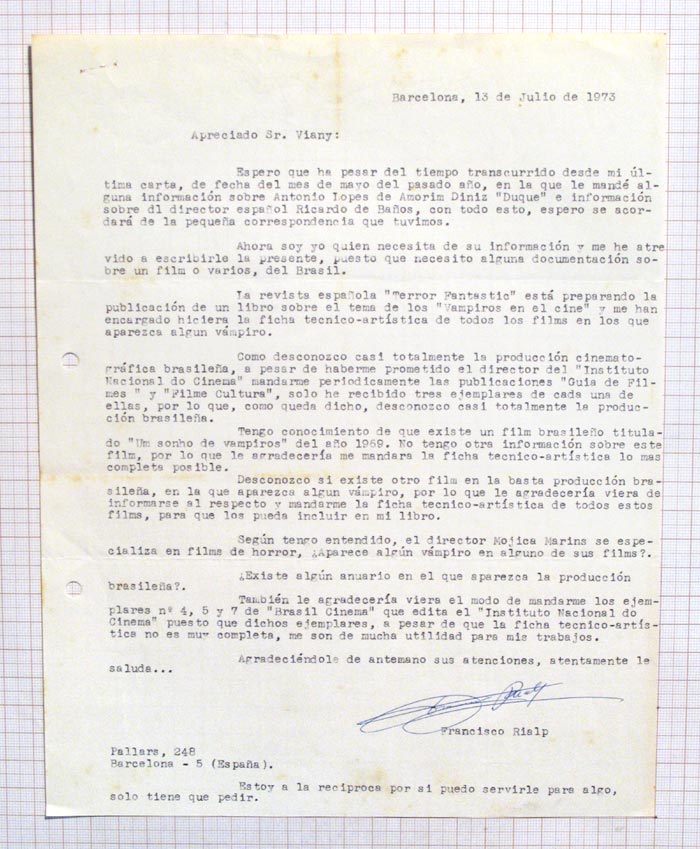 Barcelona, 13 de Julio de 1973
Apreciado Sr. Viany:
Espero que ha pesar del tiempo transcurrido desde mi úl-
tima carta, de fecha del mes de mayo del pasado año, en la que le mandé al-
guna información sobre Antonio Lopes de Amorim Diniz "Duque" e información
sobre dl director español Ricardo de Baños, con todo esto, espero se acor-
dará de la pequeña correspondencia que tuvimos.
Ahora soy yo quien necesita de su información y me he atre
vido a escribirle la presente, puesto que necesito alguna documentación so-
bre un film o varios, del Brasil.
La revista española "Terror Fantastic" está preparando la
publicación de un libro sobre el tema de los "Vampiros en el cine" y me han
encargado hiciera la ficha tecnico-artística de todos los films en los que
aparezca algun vámpiro.
Como desconozco casi totalmente la producción cinemato-
gráfica brasileña, a pesar de haberme prometido el director del "Instituto
Nacional do Cinema" mandarme periodicamente las publicaciones "Guia de Fil-
mes " y "Filme Cultura", solo he recibido tres ejemplares de cada una de
ellas, por lo que, como queda dicho, desconozco casi totalmente la produc-
ción brasileña.
Tengo conocimiento de que existe un film brasileño titula-
do "Um sonho de vampiros" del año 1969. No tengo otra información sobre este
film, por lo que le agradecería me mandara la ficha tecnico-artística lo mas
completa posible.
Desconozco si existe otro film en la basta producción bra-
sileña, en la que aparezca algun vámpiro, por lo que le agradecería viera de
informarse al respecto y mandarme la ficha tecnico-artística de todos estos
films, para que los pueda incluir en mi libro.
Según tengo entendido, el director Mojica Marins se espe-
cializa en films de horror, ¿Aparece algún vámpiro en alguno de sus films?.
¿Existe algún anuario en el que aparezca la producción
brasileña?.
También le agradecería viera el modo de mandarme los ejem-
plares nº 4, 5 y 7 de "Brasil Cinema" que edita el "Instituto Nacional do
Cinema" puesto que dichos ejemplares, a pesar de que la ficha tecnico-artís-
tica no es muy completa, me son de mucha utilidad para mis trabajos.
Agradeciéndole de antemano sus atenciones, atentamente le
saluda...
Francisco Rialp
Pallars, 248
Barcelona - 5 (España).
Estoy a la reciproca por si puedo servirle para algo,
solo tiene que pedir.